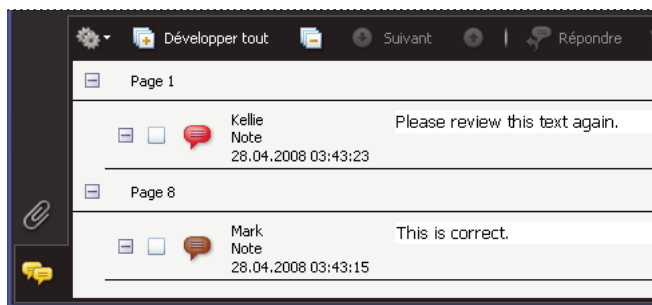 Développer tout Suivant Répondre
Page 1
Kellie Please review this text again.
Note
28.04.2008 03:43:23
Page 8
Mark This is correct.
Note
28.04.2008 03:43:15